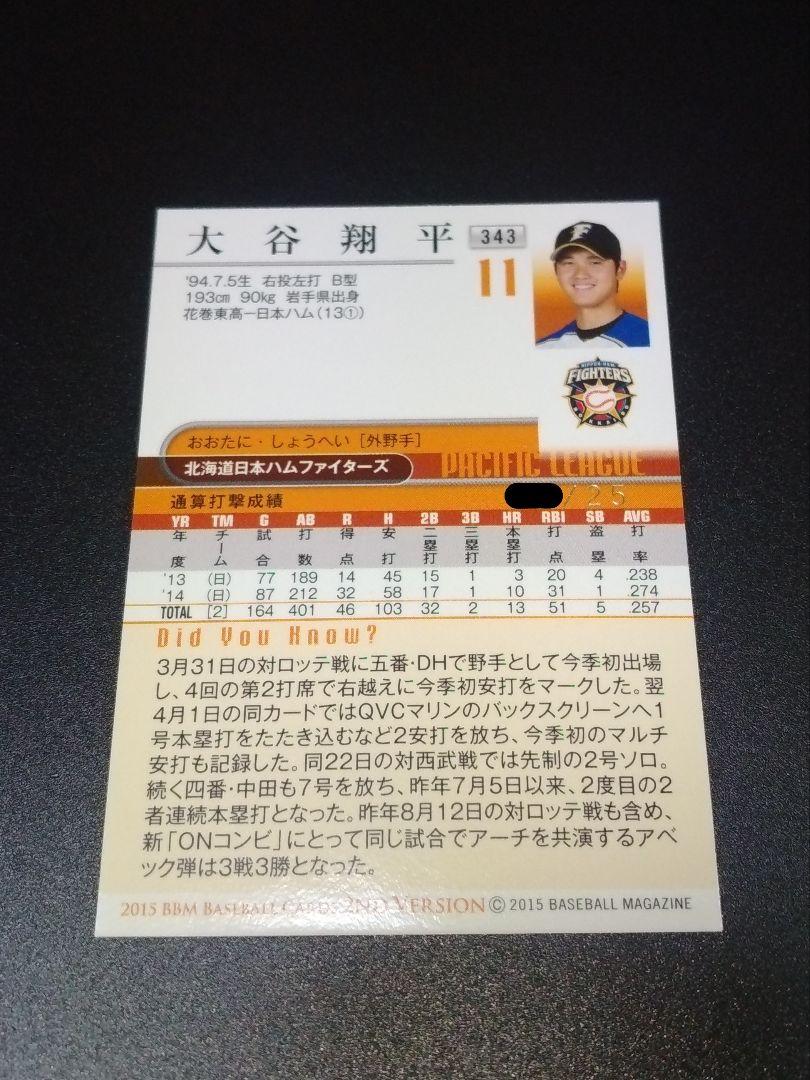 大谷翔平 343
11
'94.7.5生 右投左打 B型
193㎝ 90㎏ 岩手県出身
花巻東高ー日本ハム(13①)
F
NIPPON-HAM
FIGHTERS
HOKKAIDO
おおたに・しょうへい [外野手]
北海道日本ハムファイターズ PACIFIC LEAGUE
/25
通算打撃成績
YR TM G AB R H 2B 3B HR RBI SB AVG
年度 チーム 試合 打数 得点 安打 二塁打 三塁打 本塁打 打点 盗塁 打率
'13 (日) 77 189 14 45 15 1 3 20 4 .238
'14 (日) 87 212 32 58 17 1 10 31 1 .274
TOTAL [2] 164 401 46 103 32 2 13 51 5 .257
Did You Know?
3月31日の対ロッテ戦に五番・DHで野手として今季初出場
し、4回の第2打席で右越えに今季初安打をマークした。翌
4月1日の同カードではQVCマリンのバックスクリーンへ1
号本塁打をたたき込むなど2安打を放ち、今季初のマルチ
安打も記録した。同22日の対西武戦では先制の2号ソロ。
続く四番・中田も7号を放ち、昨年7月5日以来、2度目の2
者連続本塁打となった。昨年8月12日の対ロッテ戦も含め、
新「ONコンビ」にとって同じ試合でアーチを共演するアベ
ック弾は3戦3勝となった。
2015 BBM BASEBALL CARDS 2ND VERSION © 2015 BASEBALL MAGAZINE